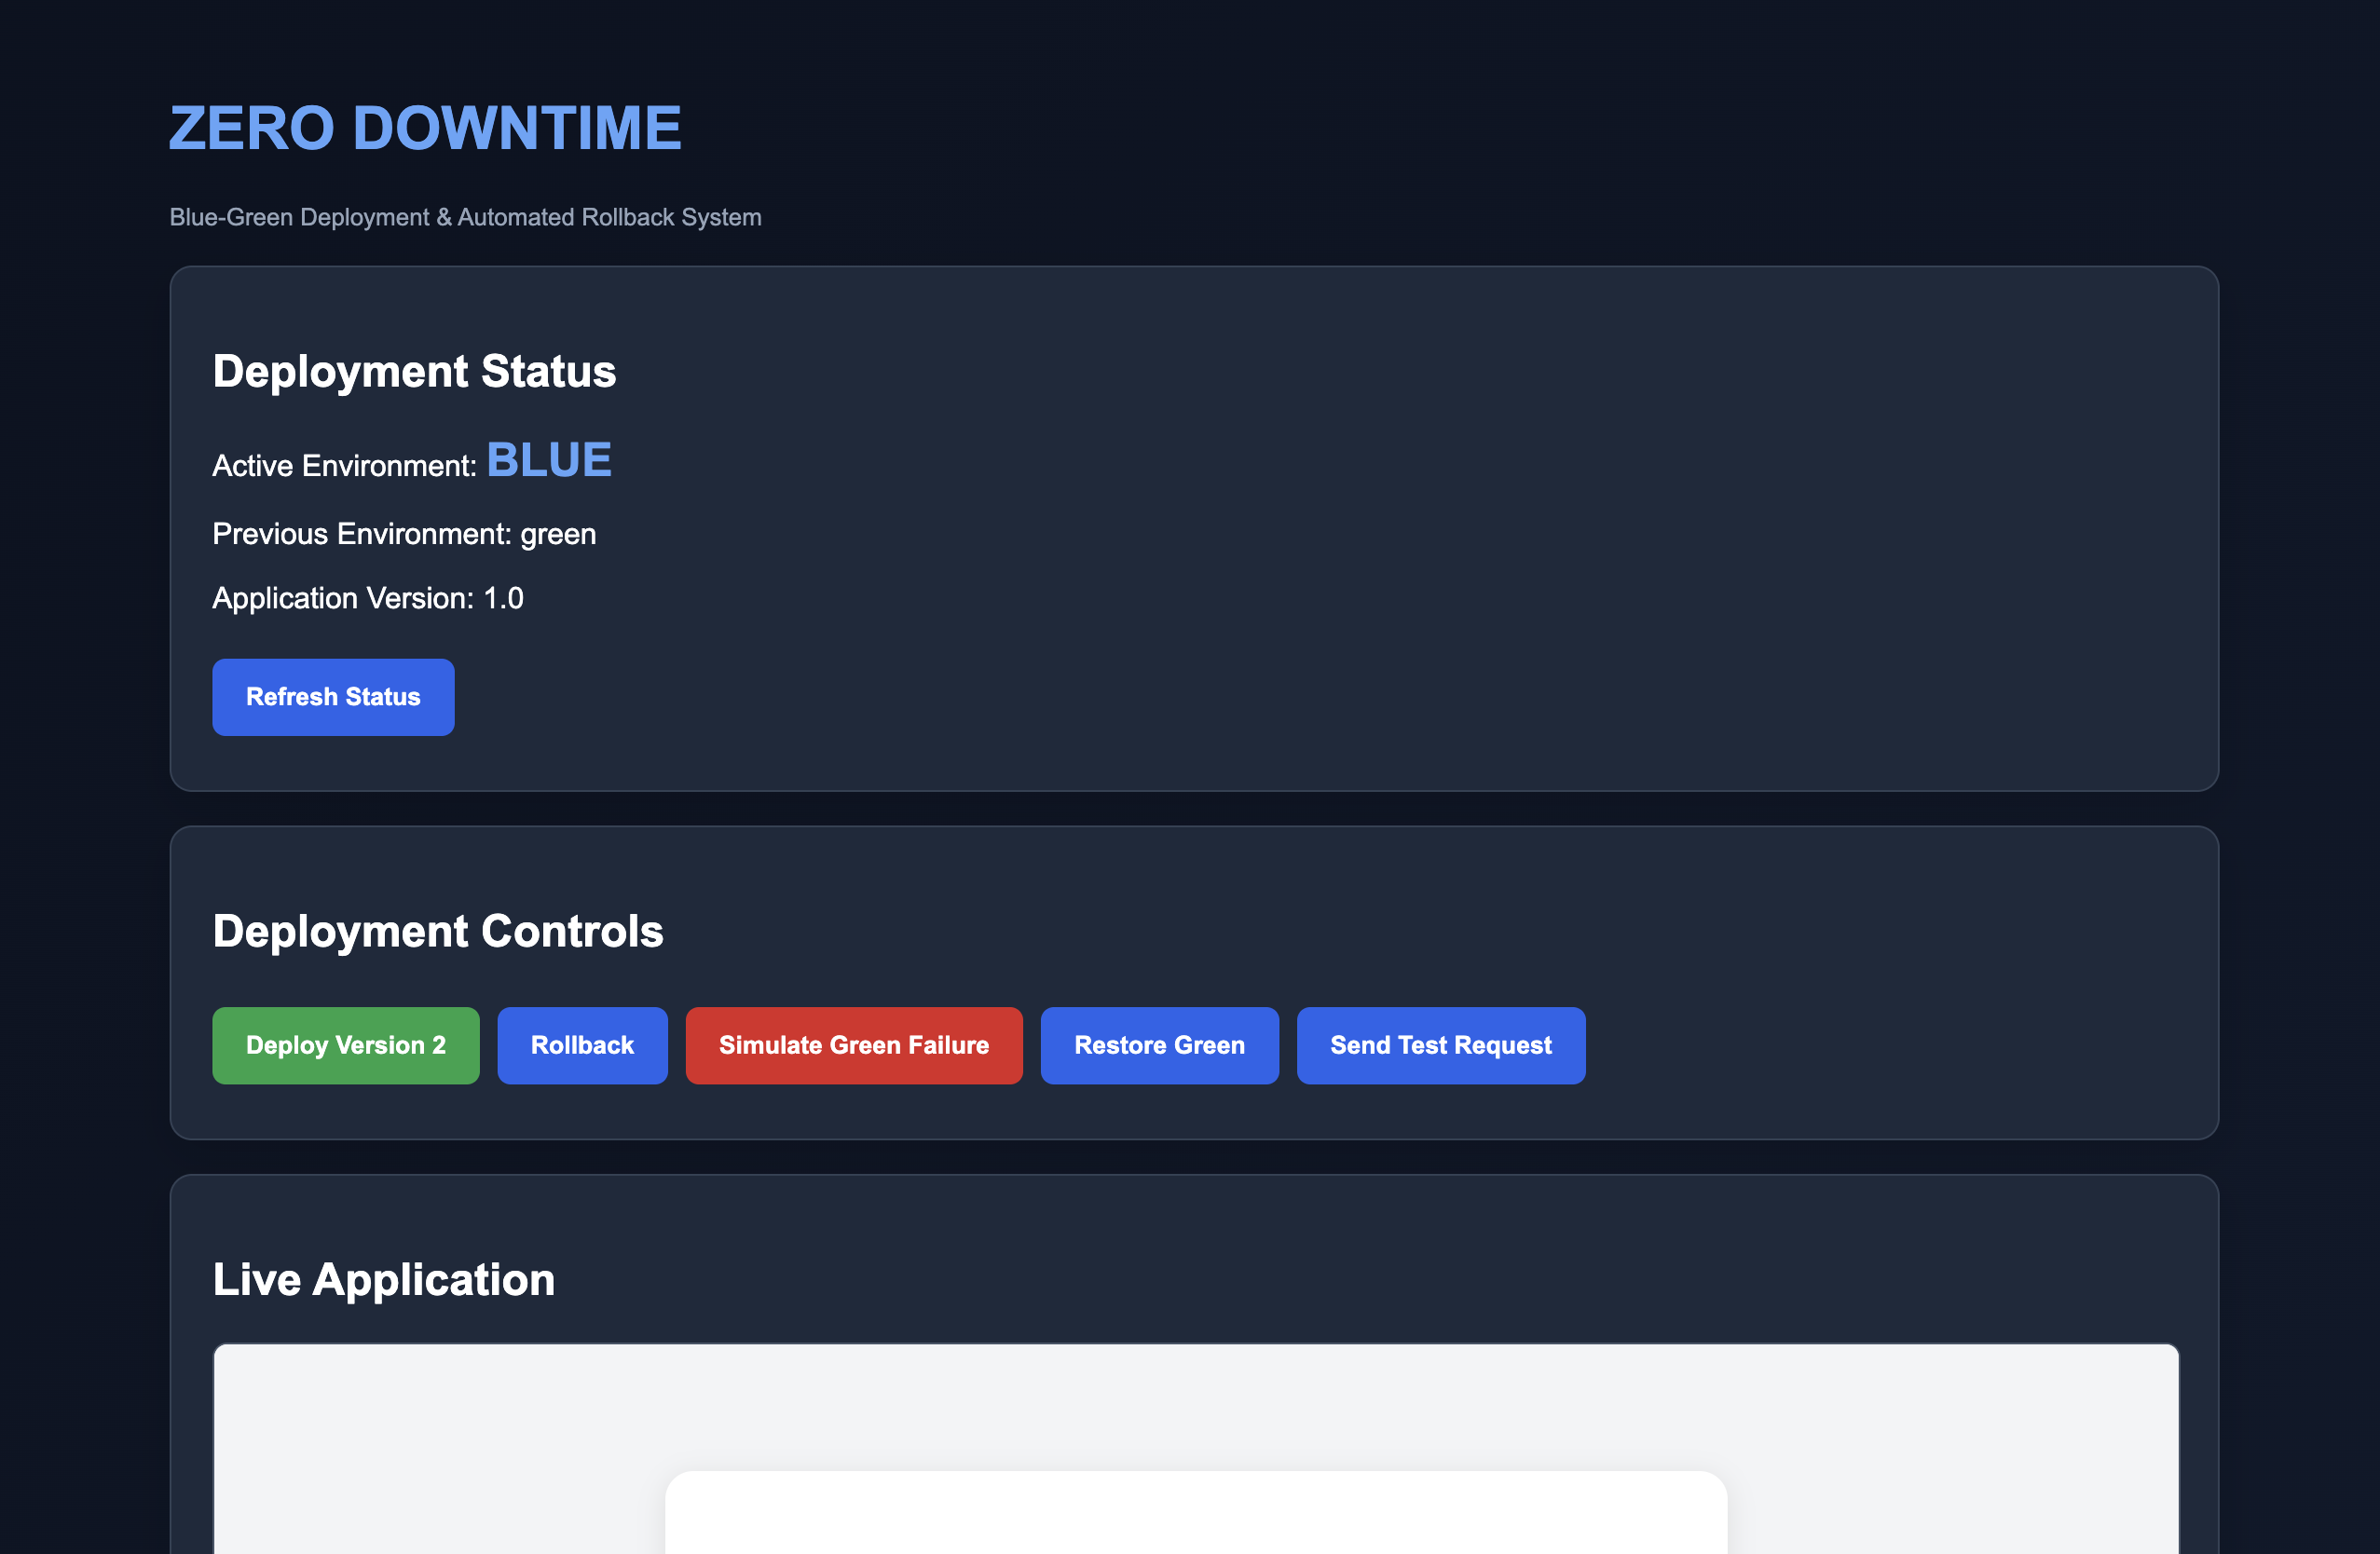 ZERO DOWNTIME
Blue-Green Deployment & Automated Rollback System
Deployment Status
Active Environment: BLUE
Previous Environment: green
Application Version: 1.0
Refresh Status
Deployment Controls
Deploy Version 2 Rollback Simulate Green Failure Restore Green Send Test Request
Live Application